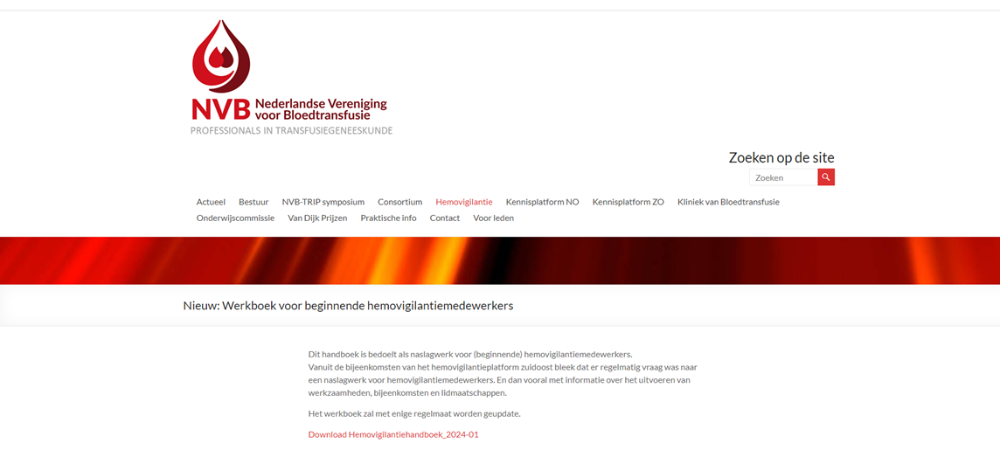 NVB Nederlandse Vereniging
voor Bloedtransfusie
PROFESSIONALS IN TRANSFUSIEGENEESKUNDE
Zoeken op de site
Zoeken
Actueel Bestuur NVB-TRIP symposium Consortium Hemovigilantie Kennisplatform NO Kennisplatform ZO Kliniek van Bloedtransfusie
Onderwijscommissie Van Dijk Prijzen Praktische info Contact Voor leden
Nieuw: Werkboek voor beginnende hemovigilantiemedewerkers
Dit handboek is bedoelt als naslagwerk voor (beginnende) hemovigilantiemedewerkers.
Vanuit de bijeenkomsten van het hemovigilantieplatform zuidoost bleek dat er regelmatig vraag was naar
een naslagwerk voor hemovigilantiemedewerkers. En dan vooral met informatie over het uitvoeren van
werkzaamheden, bijeenkomsten en lidmaatschappen.
Het werkboek zal met enige regelmaat worden geupdate.
Download Hemovigilantiehandboek_2024-01